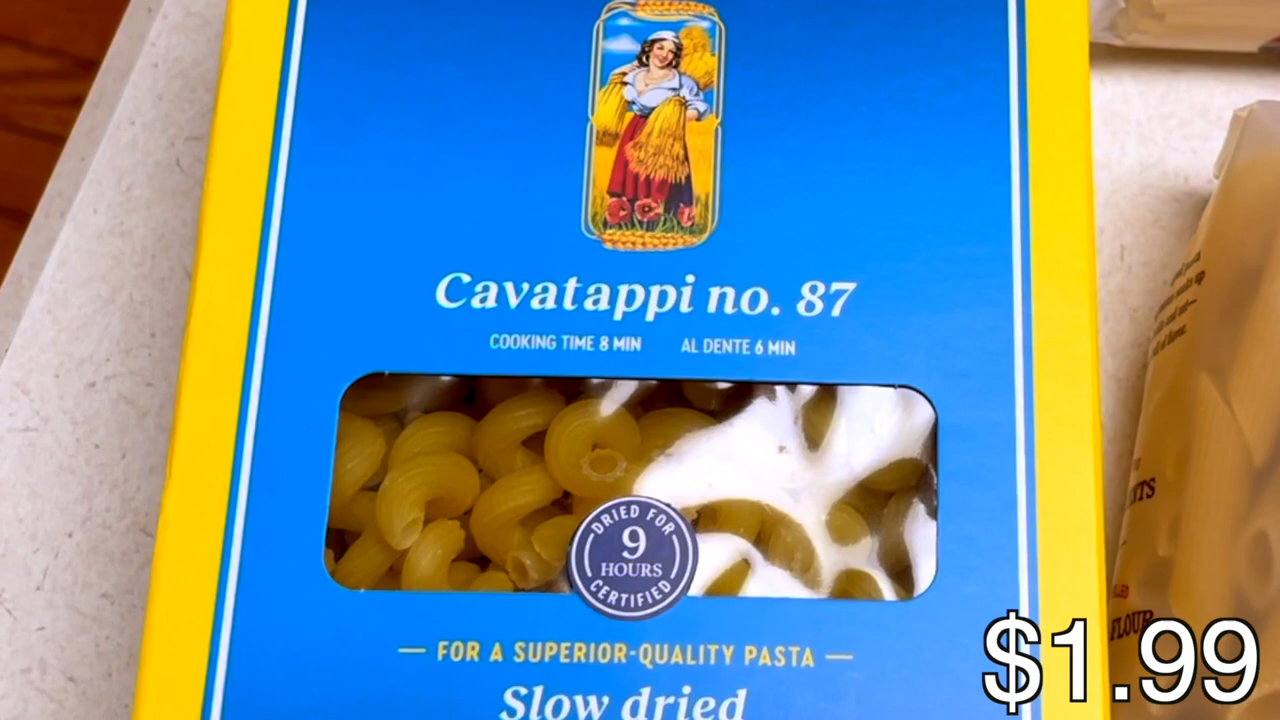 Cavatappi no. 87
COOKING TIME 8 MIN AL DENTE 6 MIN
DRIED FOR
9
HOURS
CERTIFIED
— FOR A SUPERIOR-QUALITY PASTA —
Slow dried
FLOUR
$1.99